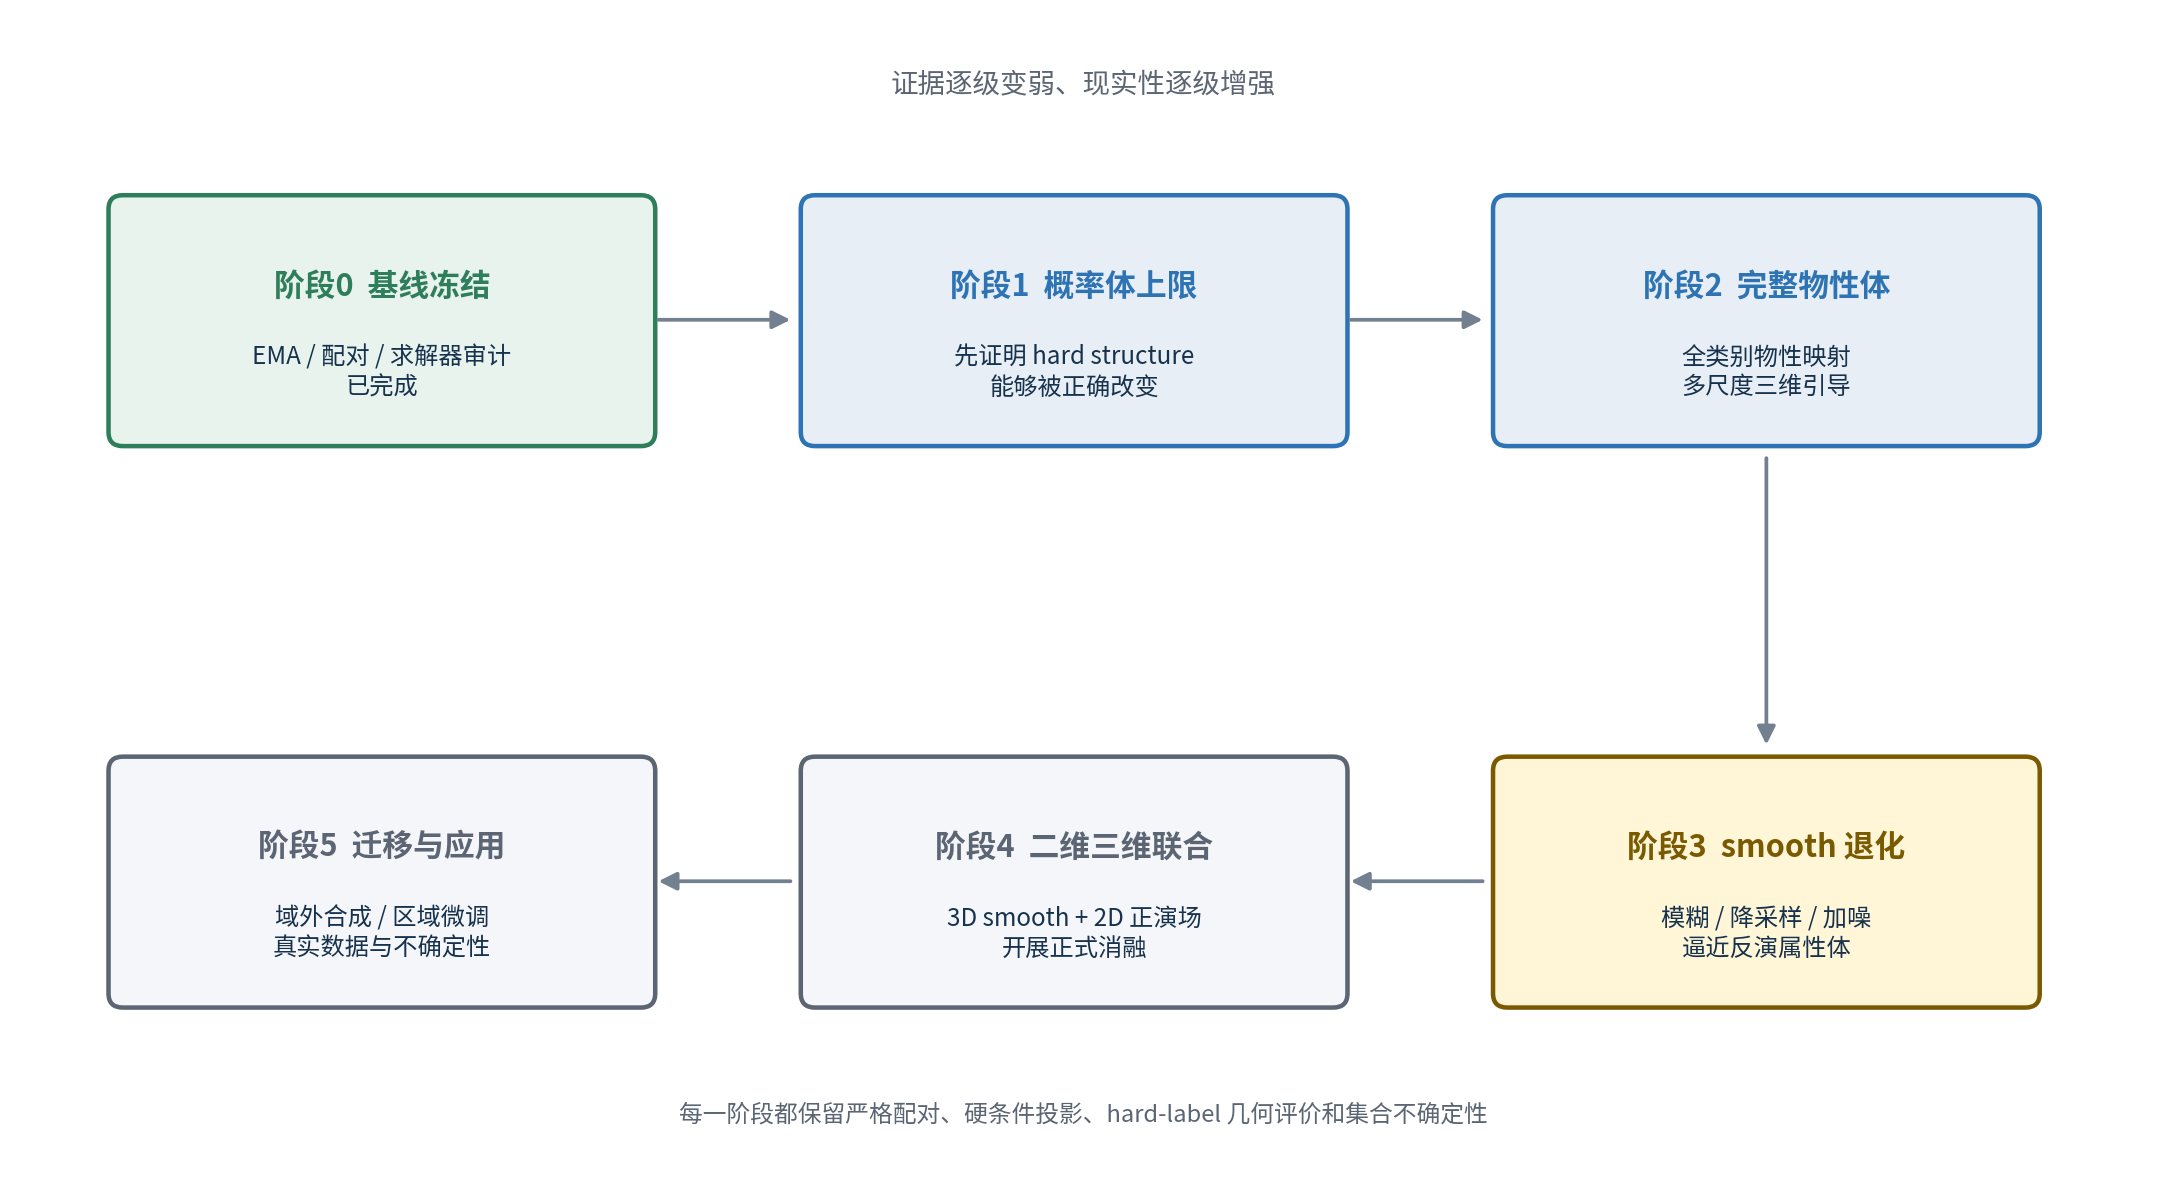 证据逐级变弱、现实性逐级增强
阶段0 基线冻结
EMA / 配对 / 求解器审计
已完成
阶段1 概率体上限
先证明 hard structure
能够被正确改变
阶段2 完整物性体
全类别物性映射
多尺度三维引导
阶段3 smooth 退化
模糊 / 降采样 / 加噪
逼近反演属性体
阶段4 二维三维联合
3D smooth + 2D 正演场
开展正式消融
阶段5 迁移与应用
域外合成 / 区域微调
真实数据与不确定性
每一阶段都保留严格配对、硬条件投影、hard-label 几何评价和集合不确定性